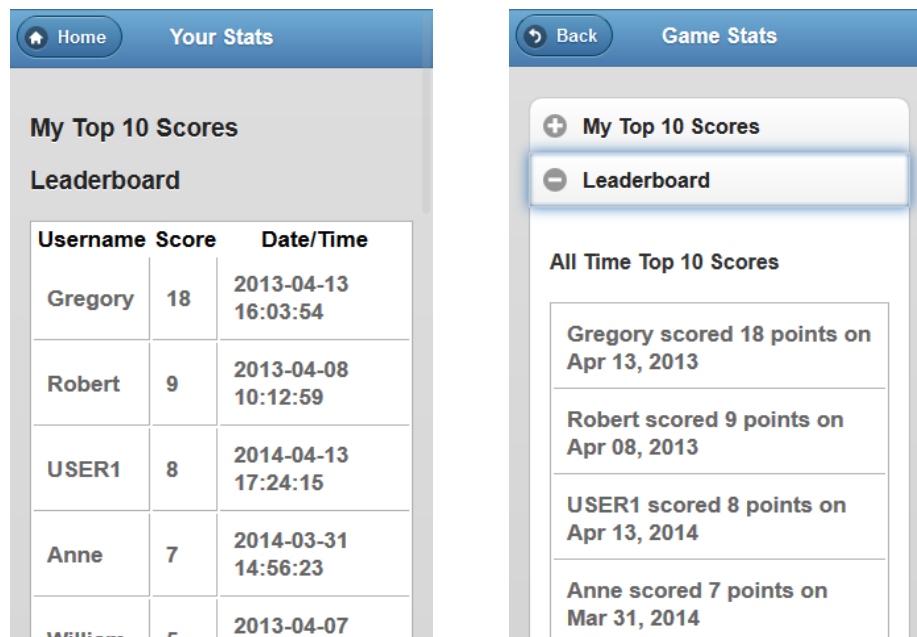 Home Your Stats
My Top 10 Scores
Leaderboard
Username Score Date/Time
Gregory 18 2013-04-13
16:03:54
Robert 9 2013-04-08
10:12:59
USER1 8 2014-04-13
17:24:15
Anne 7 2014-03-31
14:56:23
2013-04-07
Back Game Stats
My Top 10 Scores
Leaderboard
All Time Top 10 Scores
Gregory scored 18 points on
Apr 13, 2013
Robert scored 9 points on
Apr 08, 2013
USER1 scored 8 points on
Apr 13, 2014
Anne scored 7 points on
Mar 31, 2014